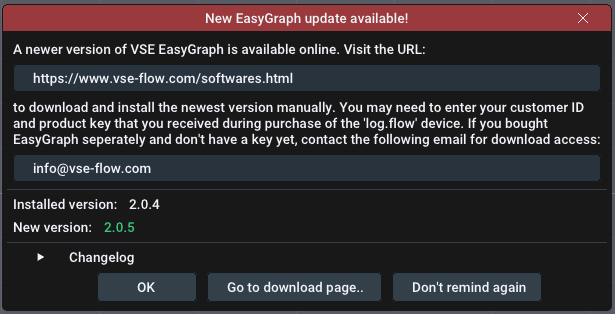 New EasyGraph update available!
A newer version of VSE EasyGraph is available online. Visit the URL:
https://www.vse-flow.com/softwares.html
to download and install the newest version manually. You may need to enter your customer ID
and product key that you received during purchase of the 'log.flow' device. If you bought
EasyGraph seperately and don't have a key yet, contact the following email for download access:
info@vse-flow.com
Installed version: 2.0.4
New version: 2.0.5
Changelog
OK Go to download page.. Don't remind again